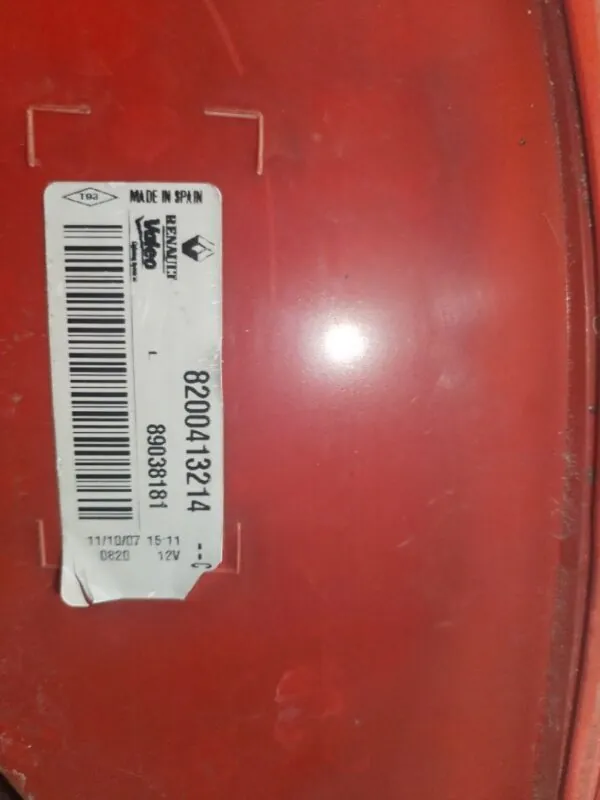 T93
MADE IN SPAIN
RENAULT
Valeo
L
8200413214
89038181
11/10/07 15:11
0820 12V
--C